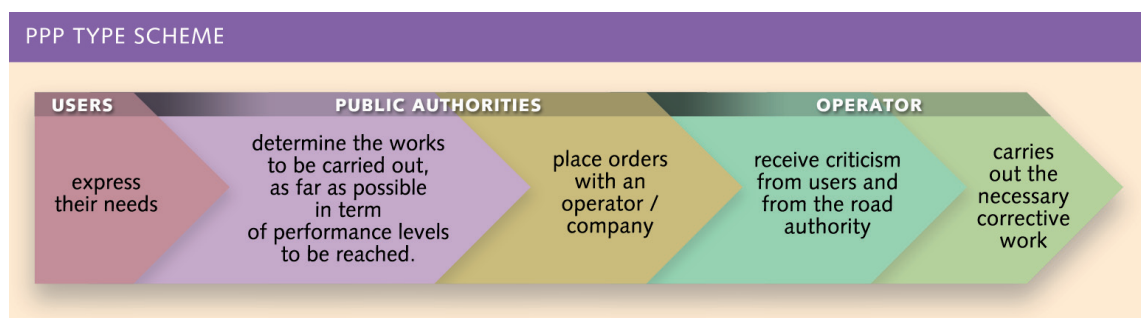 PPP TYPE SCHEME
USERS
PUBLIC AUTHORITIES
OPERATOR
express
their needs
determine the works
to be carried out,
as far as possible
in term
of performance levels
to be reached.
place orders
with an
operator /
company
receive criticism
from users and
from the road
authority
carries
out the
necessary
corrective
work